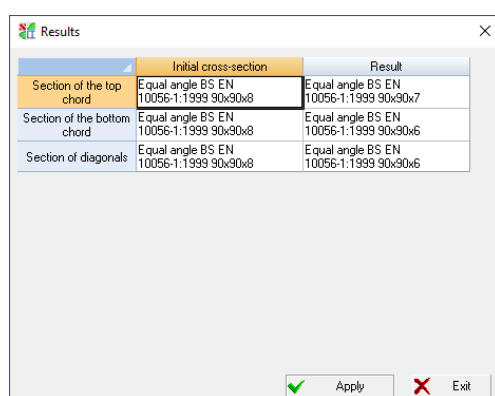 Results
Initial cross-section
Result
Section of the top
chord
Equal angle BS EN
10056-1:1999 90x90x8
Equal angle BS EN
10056-1:1999 90x90x7
Section of the bottom
chord
Equal angle BS EN
10056-1:1999 90x90x8
Equal angle BS EN
10056-1:1999 90x90x6
Section of diagonals
Equal angle BS EN
10056-1:1999 90x90x8
Equal angle BS EN
10056-1:1999 90x90x6
Apply
Exit